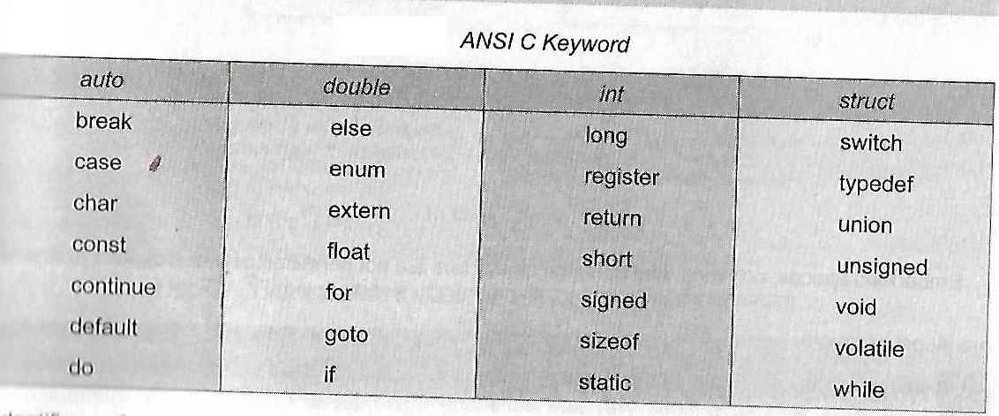 ANSI C Keyword
auto double int struct
break else long switch
case enum register typedef
char extern return union
const float short unsigned
continue for signed void
default goto sizeof volatile
do if static while